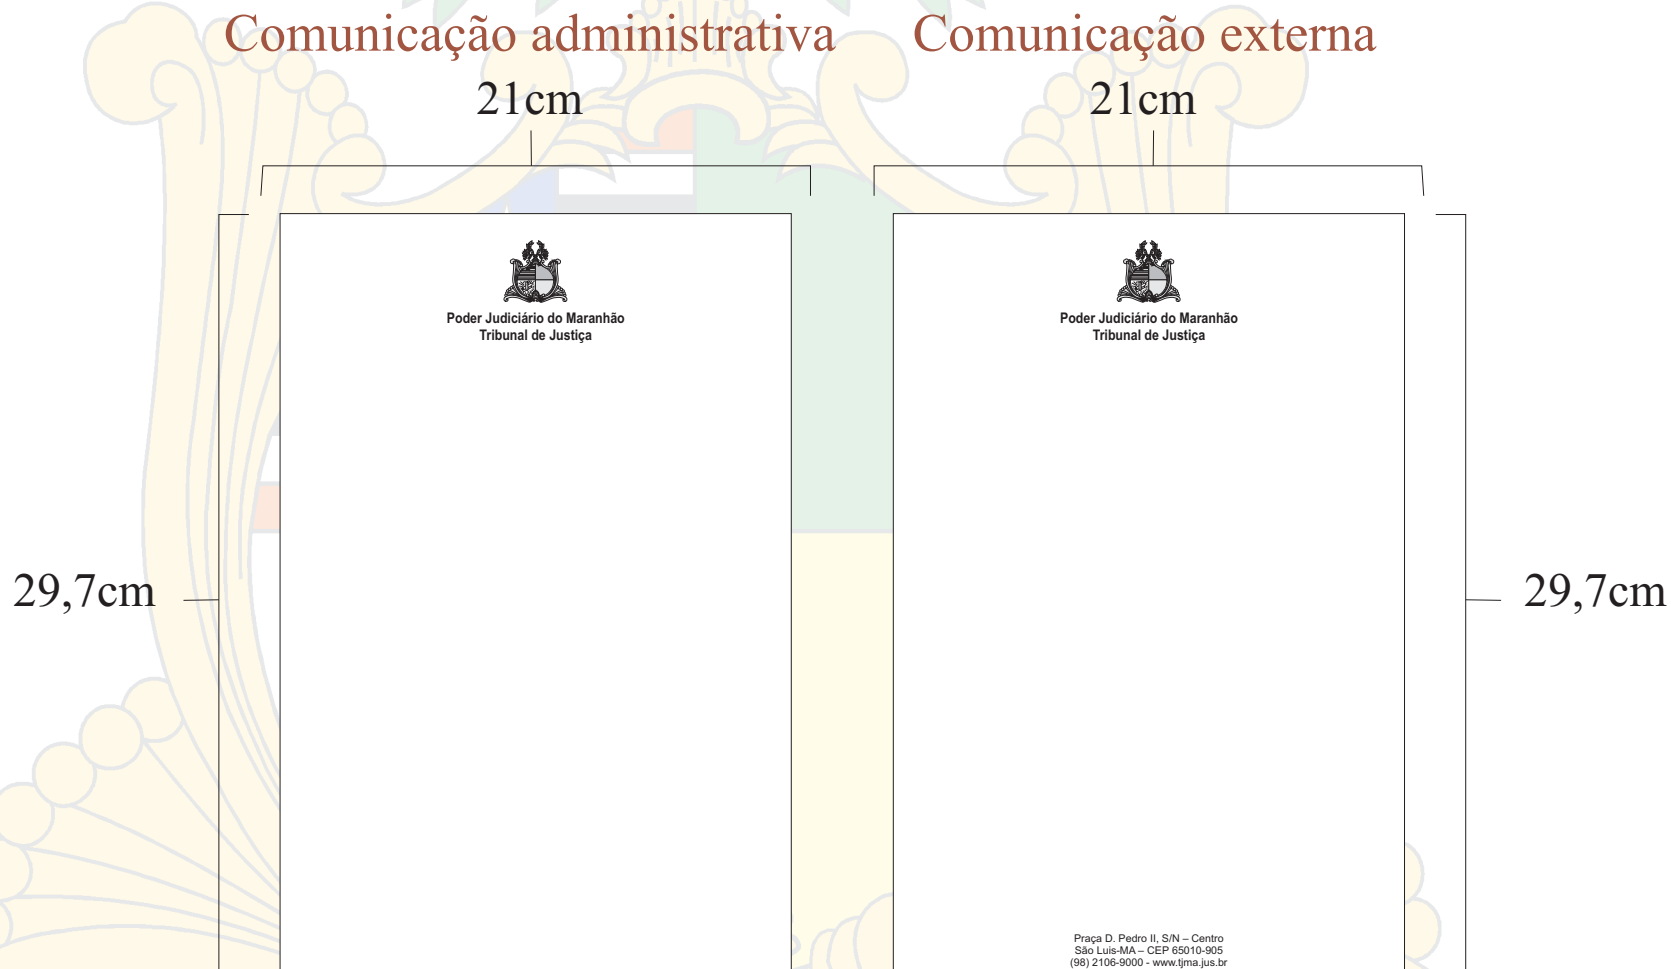 Comunicação administrativa
Comunicação externa
21cm
21cm
Poder Judiciário do Maranhão
Tribunal de Justiça
Poder Judiciário do Maranhão
Tribunal de Justiça
29,7cm
29,7cm
Praça D. Pedro II, S/N – Centro
São Luis-MA – CEP 65010-905
(98) 2106-9000 - www.tjma.jus.br